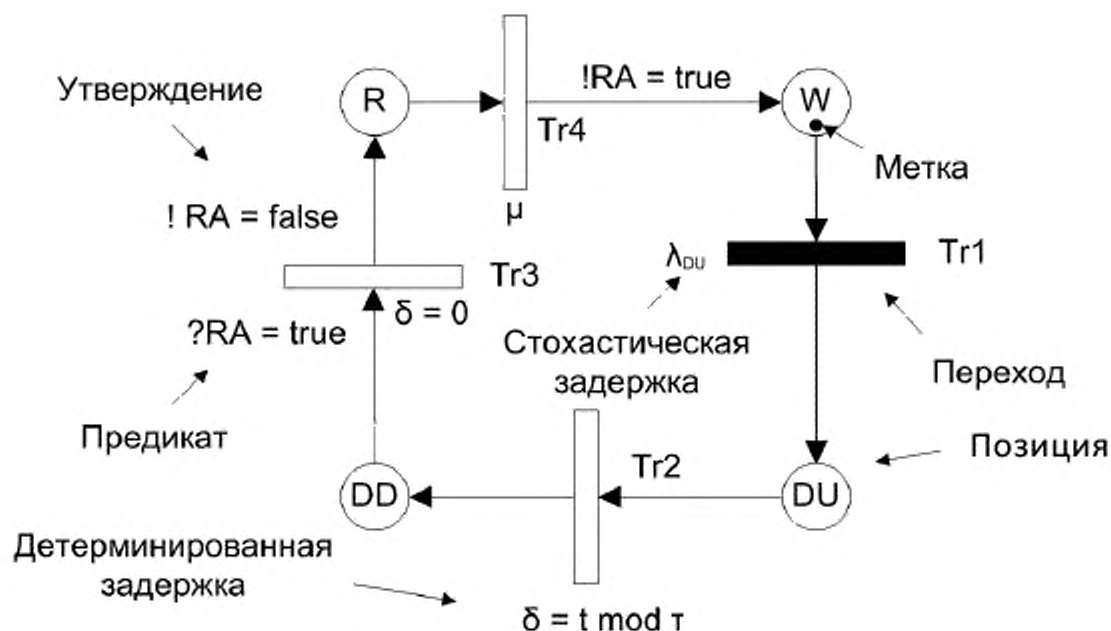 Утверждение
R
!RA = true
W
Tr4
Метка
! RA = false
μ
λDU
Tr1
Tr3
?RA = true
δ = 0
Стохастическая
задержка
Переход
Предикат
Позиция
Tr2
DD
DU
Детерминированная
задержка
δ = t mod τ